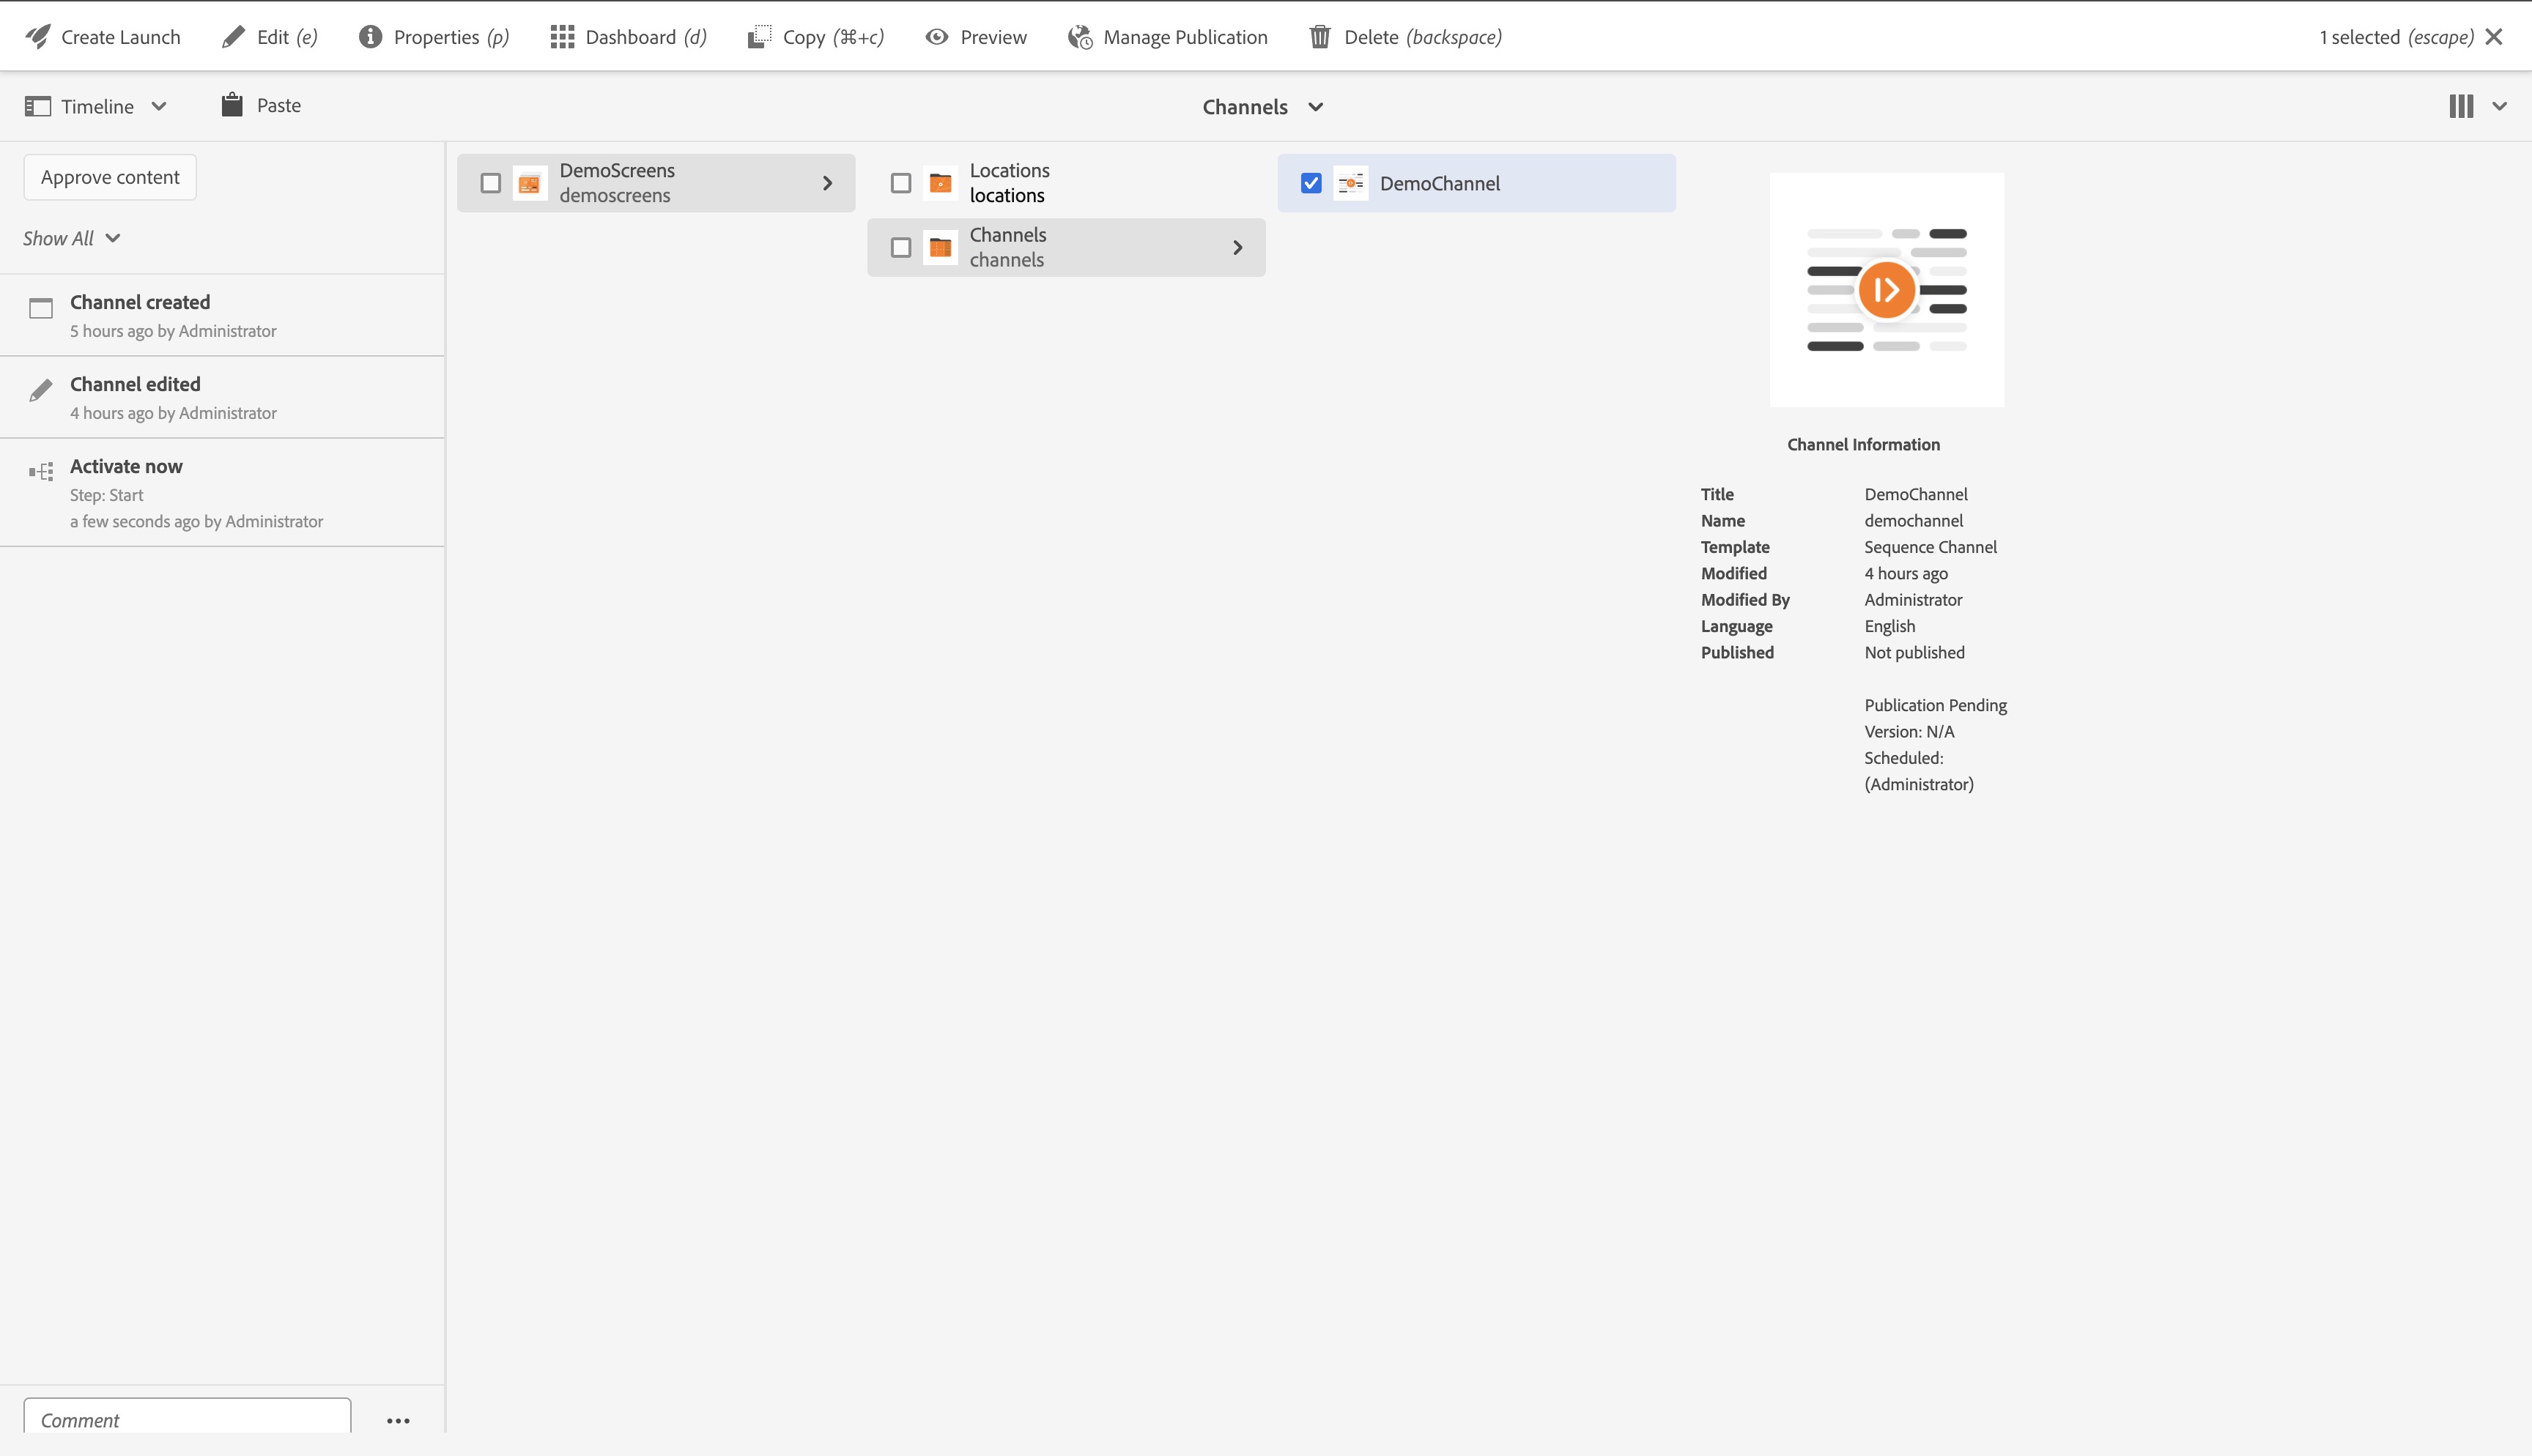 Create Launch Edit (e) Properties (p) Dashboard (d) Copy (⌘+c) Preview Manage Publication Delete (backspace) 1 selected (escape)
Timeline Paste Channels
Approve content
Show All
Channel created
5 hours ago by Administrator
Channel edited
4 hours ago by Administrator
Activate now
Step: Start
a few seconds ago by Administrator
Comment
DemoScreens
demoscreens
Locations
locations
Channels
channels
DemoChannel
Channel Information
Title DemoChannel
Name demochannel
Template Sequence Channel
Modified 4 hours ago
Modified By Administrator
Language English
Published Not published
Publication Pending
Version: N/A
Scheduled:
(Administrator)